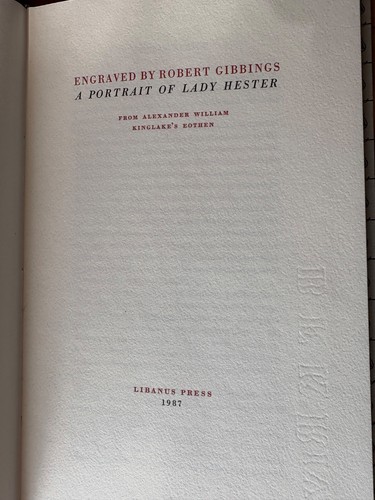 ENGRAVED BY ROBERT GIBBINGS
A PORTRAIT OF LADY HESTER
FROM ALEXANDER WILLIAM
KINGLAKE'S EOTHEN
LIBANUS PRESS
1987